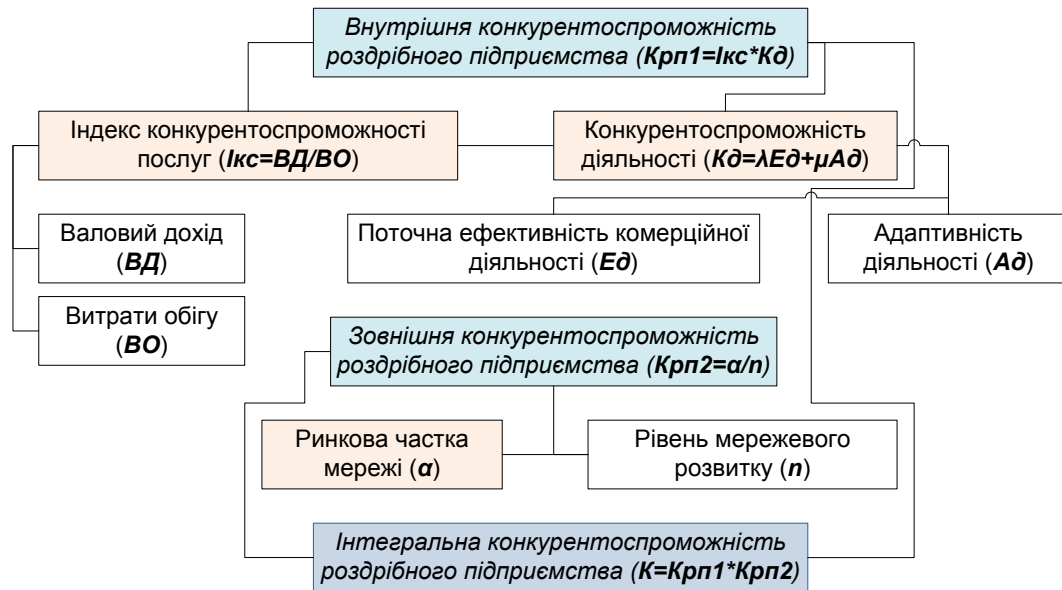 Внутрішня конкурентоспроможність
роздрібного підприємства (Крп1=Ікс*Кд)
Індекс конкурентоспроможності
послуг (Ікс=ВД/ВО)
Конкурентоспроможність
діяльності (Кд=λЕд+μАд)
Валовий дохід
(ВД)
Поточна ефективність комерційної
діяльності (Ед)
Адаптивність
діяльності (Ад)
Витрати обігу
(ВО)
Зовнішня конкурентоспроможність
роздрібного підприємства (Крп2=α/n)
Ринкова частка
мережі (α)
Рівень мережевого
розвитку (n)
Інтегральна конкурентоспроможність
роздрібного підприємства (К=Крп1*Крп2)